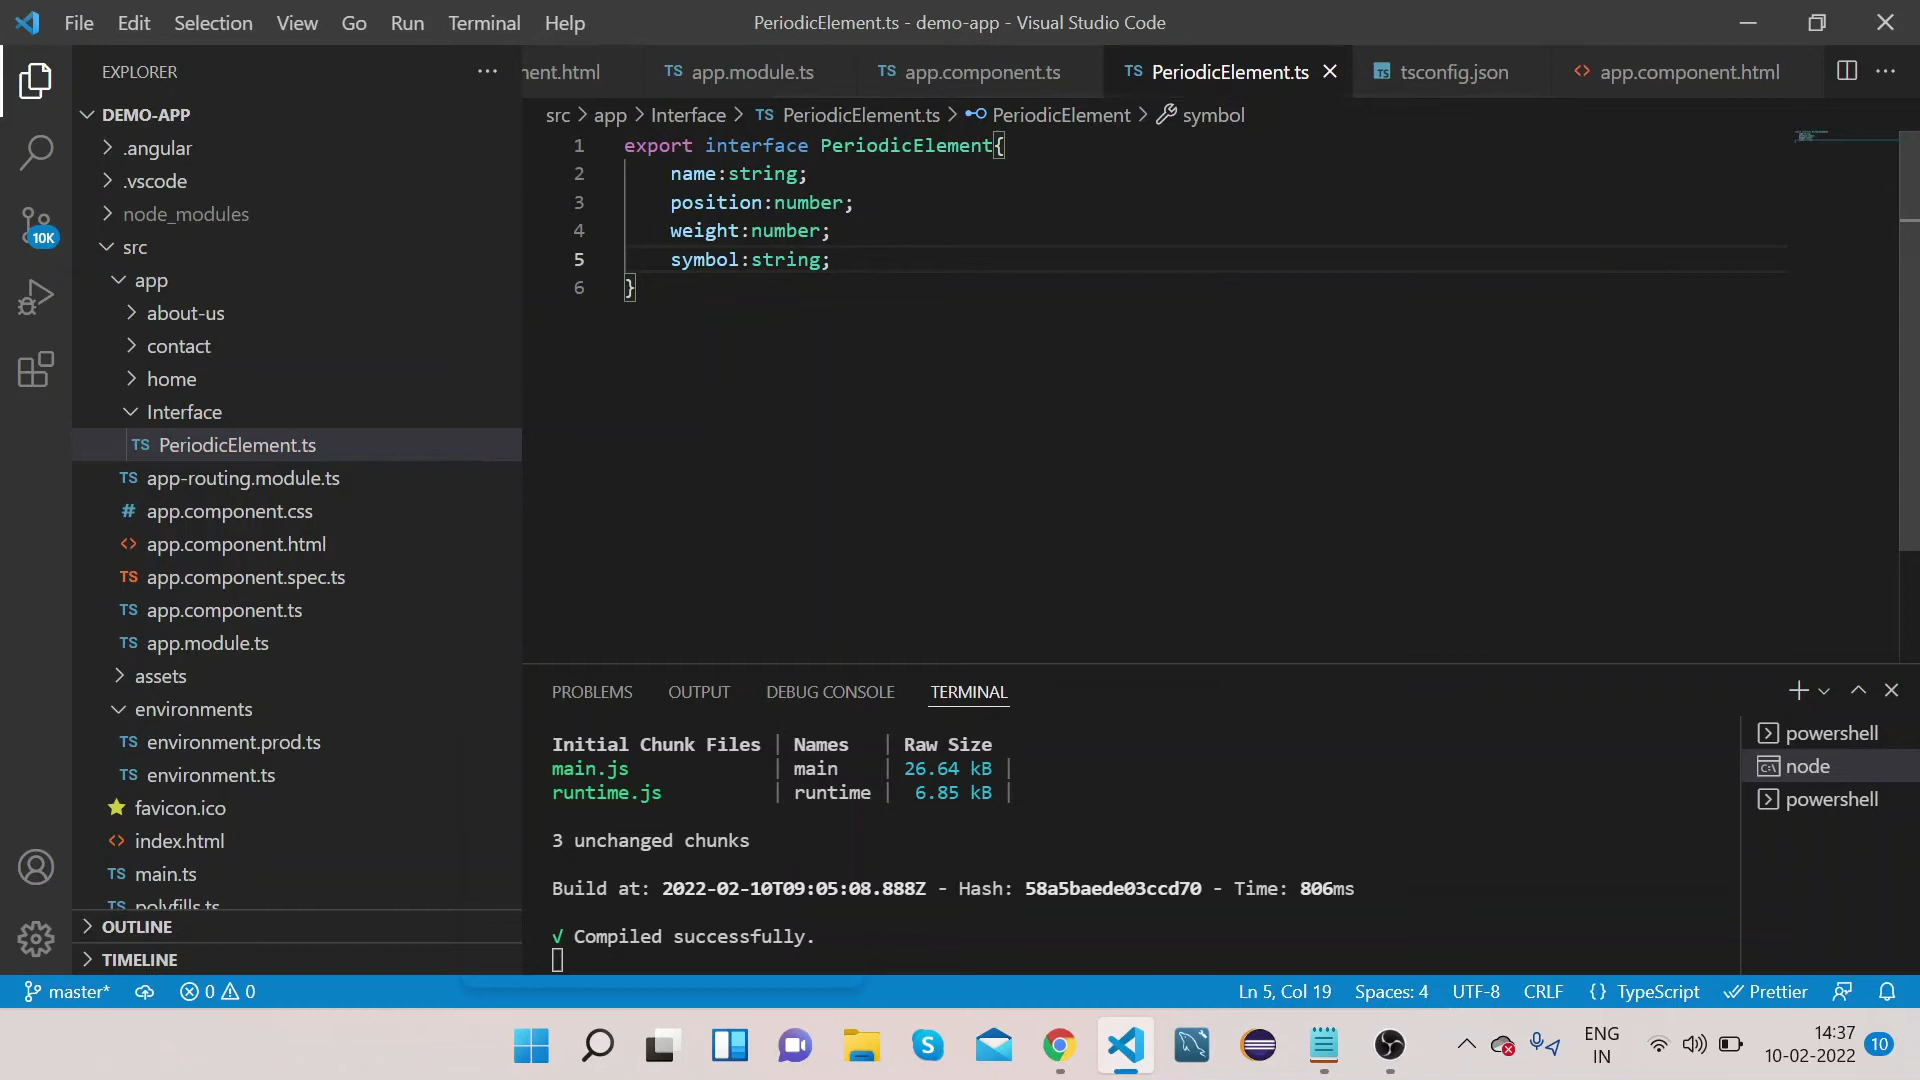 File Edit Selection View Go Run Terminal Help
PeriodicElement.ts - demo-app - Visual Studio Code
EXPLORER
DEMO-APP
.angular
.vscode
node_modules
src
app
about-us
contact
home
Interface
TS PeriodicElement.ts
TS app-routing.module.ts
# app.component.css
<> app.component.html
TS app.component.spec.ts
TS app.component.ts
TS app.module.ts
assets
environments
TS environment.prod.ts
TS environment.ts
favicon.ico
<> index.html
TS main.ts
TS polyfills.ts
OUTLINE
TIMELINE
10K
nent.html
TS app.module.ts
TS app.component.ts
TS PeriodicElement.ts
TS tsconfig.json
<> app.component.html
src > app > Interface > TS PeriodicElement.ts > PeriodicElement > symbol
1 export interface PeriodicElement{
2 name:string;
3 position:number;
4 weight:number;
5 symbol:string;
6 }
PROBLEMS OUTPUT DEBUG CONSOLE TERMINAL
Initial Chunk Files | Names | Raw Size
main.js | main | 26.64 kB |
runtime.js | runtime | 6.85 kB |
3 unchanged chunks
Build at: 2022-02-10T09:05:08.888Z - Hash: 58a5baede03ccd70 - Time: 806ms
√ Compiled successfully.
powershell
node
powershell
master* 0 0 Ln 5, Col 19 Spaces: 4 UTF-8 CRLF {} TypeScript Prettier
ENG
IN
14:37
10-02-2022
10